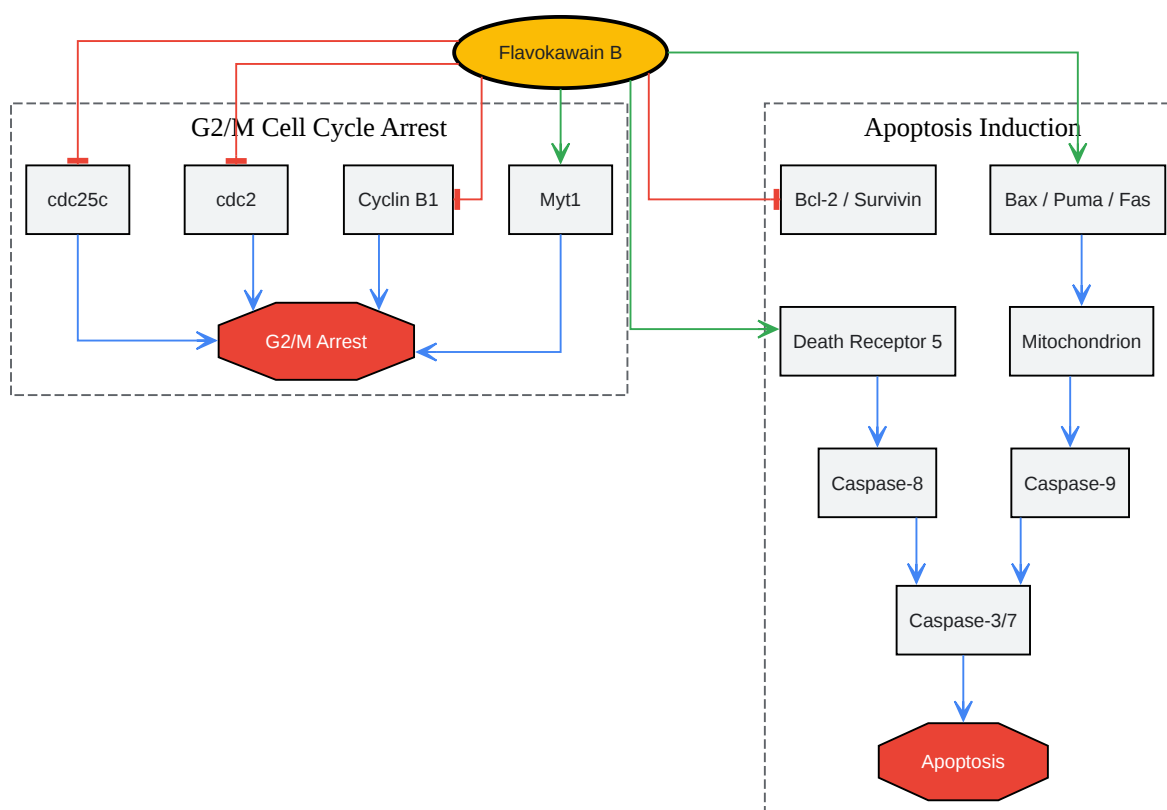 Flavokawain B
G2/M Cell Cycle Arrest
Apoptosis Induction
cdc25c
cdc2
Cyclin B1
Myt1
Bcl-2 / Survivin
Bax / Puma / Fas
G2/M Arrest
Death Receptor 5
Mitochondrion
Caspase-8
Caspase-9
Caspase-3/7
Apoptosis